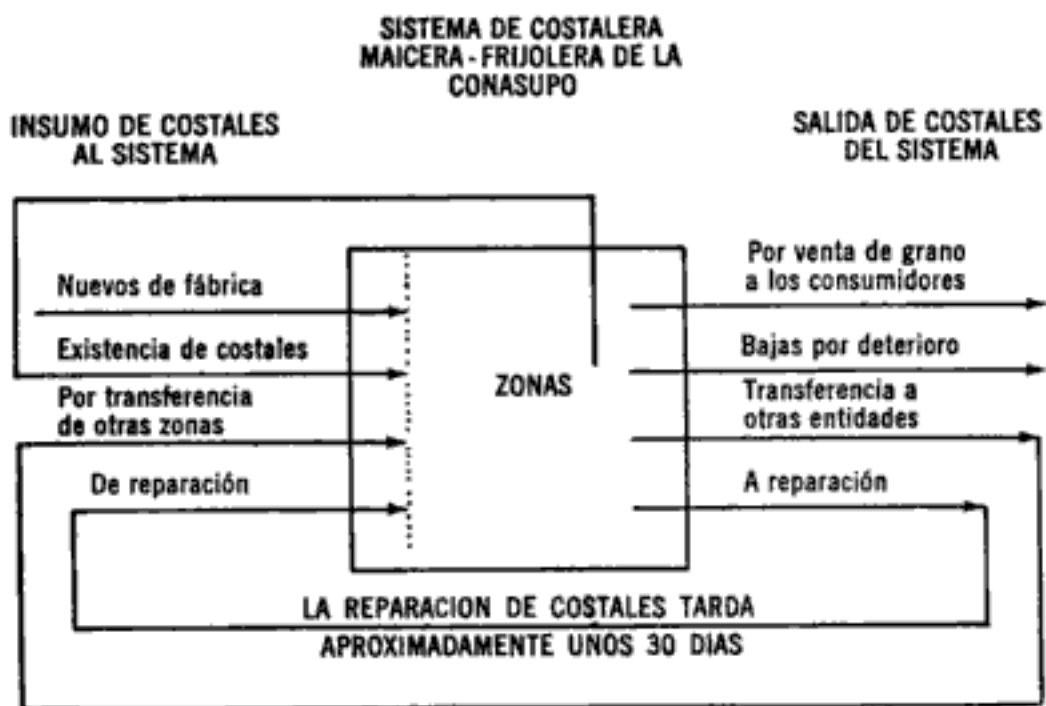 SISTEMA DE COSTALERA
MAICERA-FRIJOLERA DE LA
CONASUPO
INSUMO DE COSTALES
AL SISTEMA
SALIDA DE COSTALES
DEL SISTEMA
Nuevos de fábrica
Existencia de costales
Por transferencia
de otras zonas
De reparación
ZONAS
Por venta de grano
a los consumidores
Bajas por deterioro
Transferencia a
otras entidades
A reparación
LA REPARACION DE COSTALES TARDA
APROXIMADAMENTE UNOS 30 DIAS